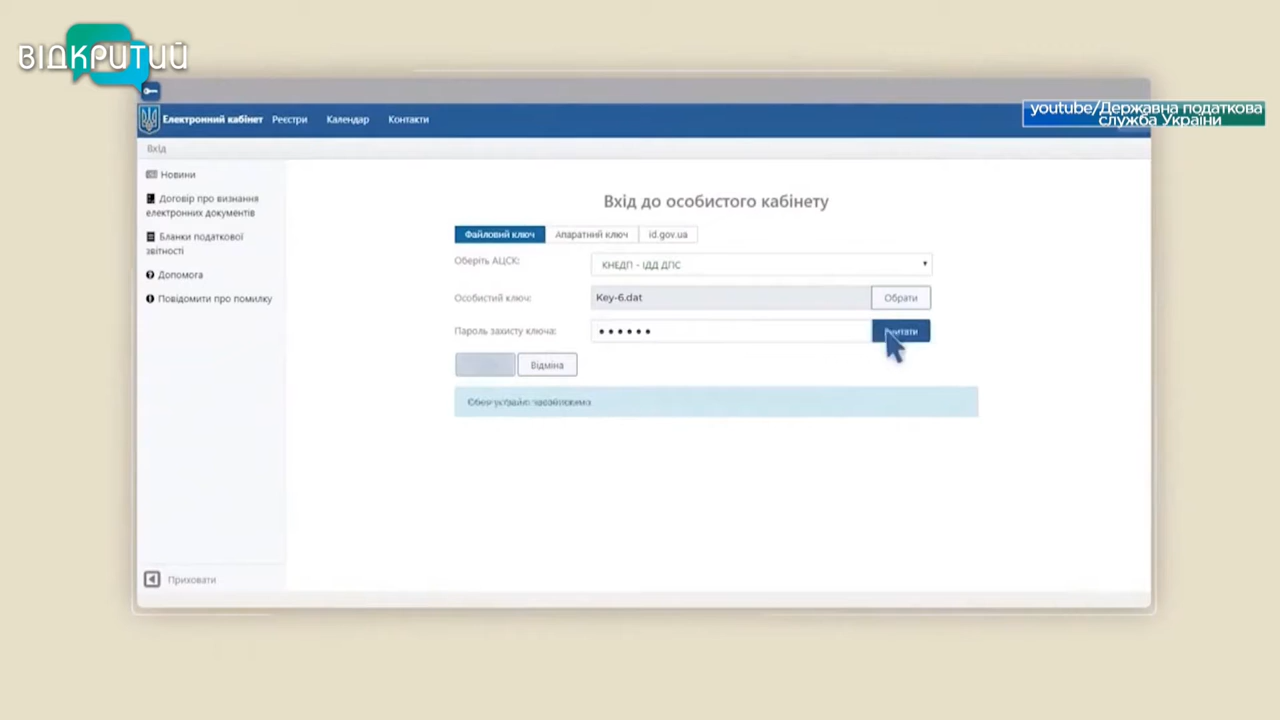 ВІДКРИТИЙ
youtube/Державна податкова
служба України
Електронний кабінет Реєстри Календар Контакти
Вхід
Новини
Договір про визнання
електронних документів
Бланки податкової
звітності
Допомога
Повідомити про помилку
Приховати
Вхід до особистого кабінету
Файловий ключ Апаратний ключ id.gov.ua
Оберіть АЦСК: КНЕДП - ІДД ДПС
Особистий ключ: Key-6.dat Обрати
Пароль захисту ключа: ••••••
Відміна